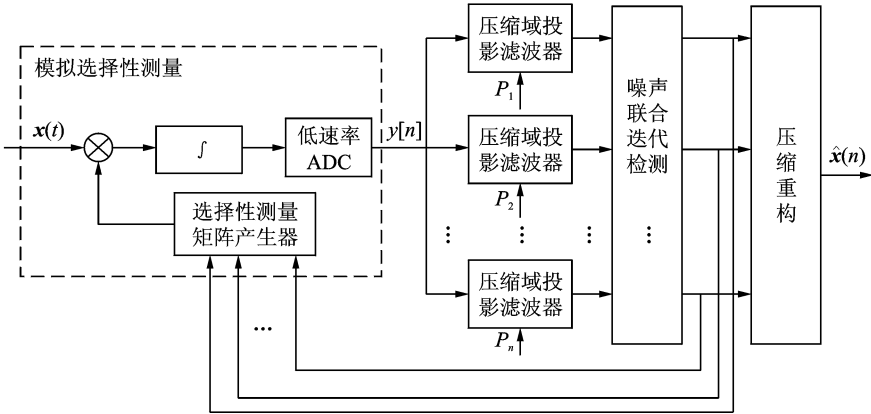 模拟选择性测量
x(t)
∫
低速率
ADC
y[n]
选择性测量
矩阵产生器
...
压缩域投
影滤波器
P₁
压缩域投
影滤波器
P₂
压缩域投
影滤波器
Pₙ
噪声
联合
迭代
检测
压
缩
重
构
x̂(n)